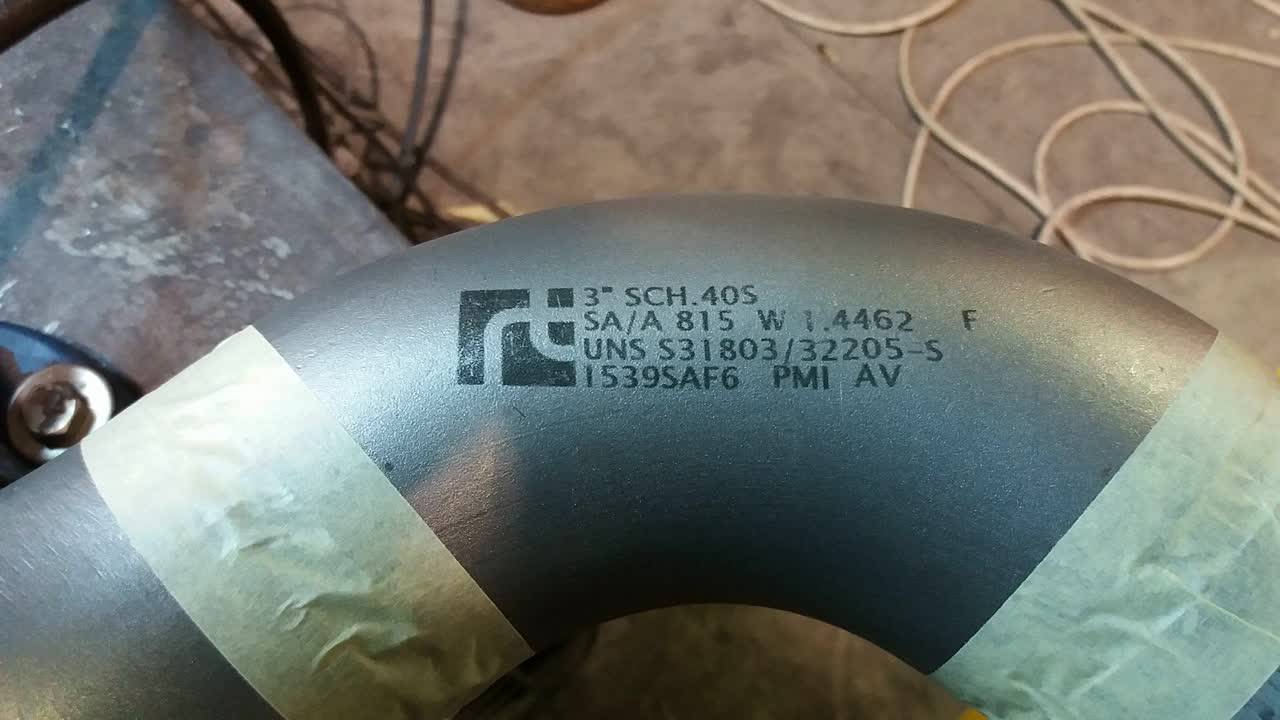 3" SCH.40S
SA/A 815 W 1.4462 F
UNS S31803/32205-S
1539SAF6 PMI AV